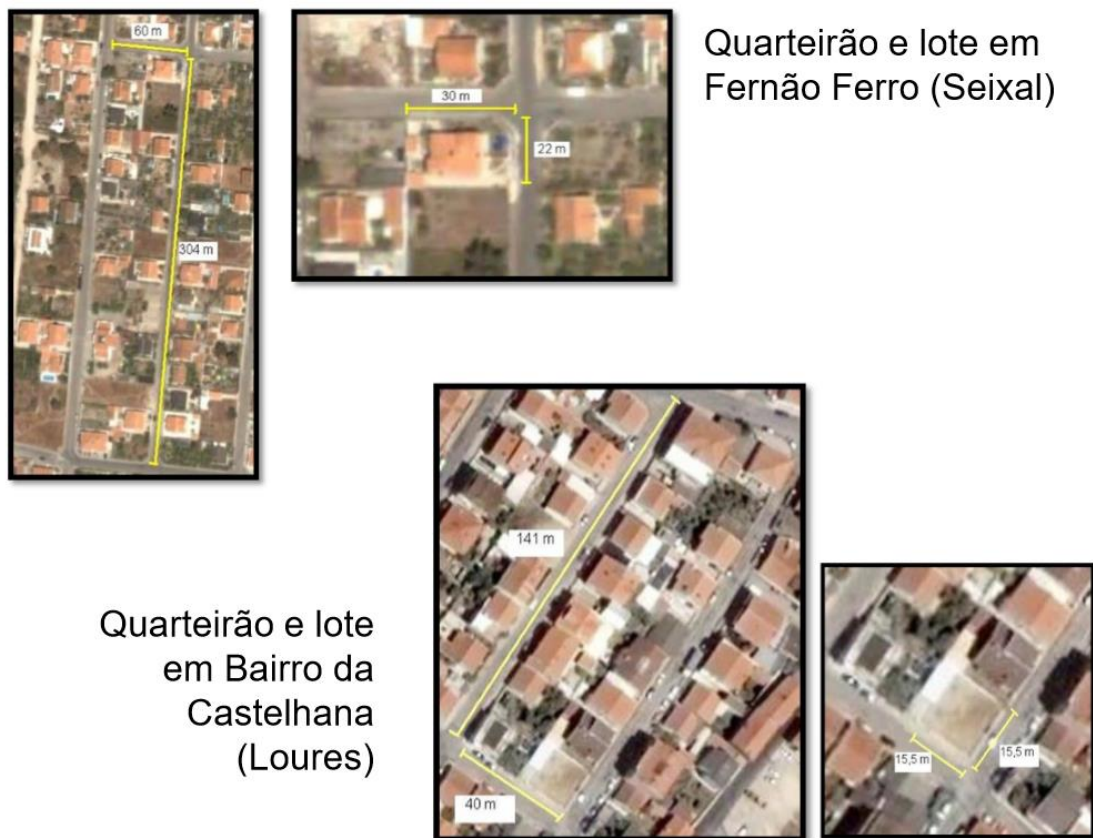 60 m
304 m
30 m
22 m
Quarteirão e lote em
Fernão Ferro (Seixal)
Quarteirão e lote
em Bairro da
Castelhana
(Loures)
141 m
40 m
15,5 m
15,5 m